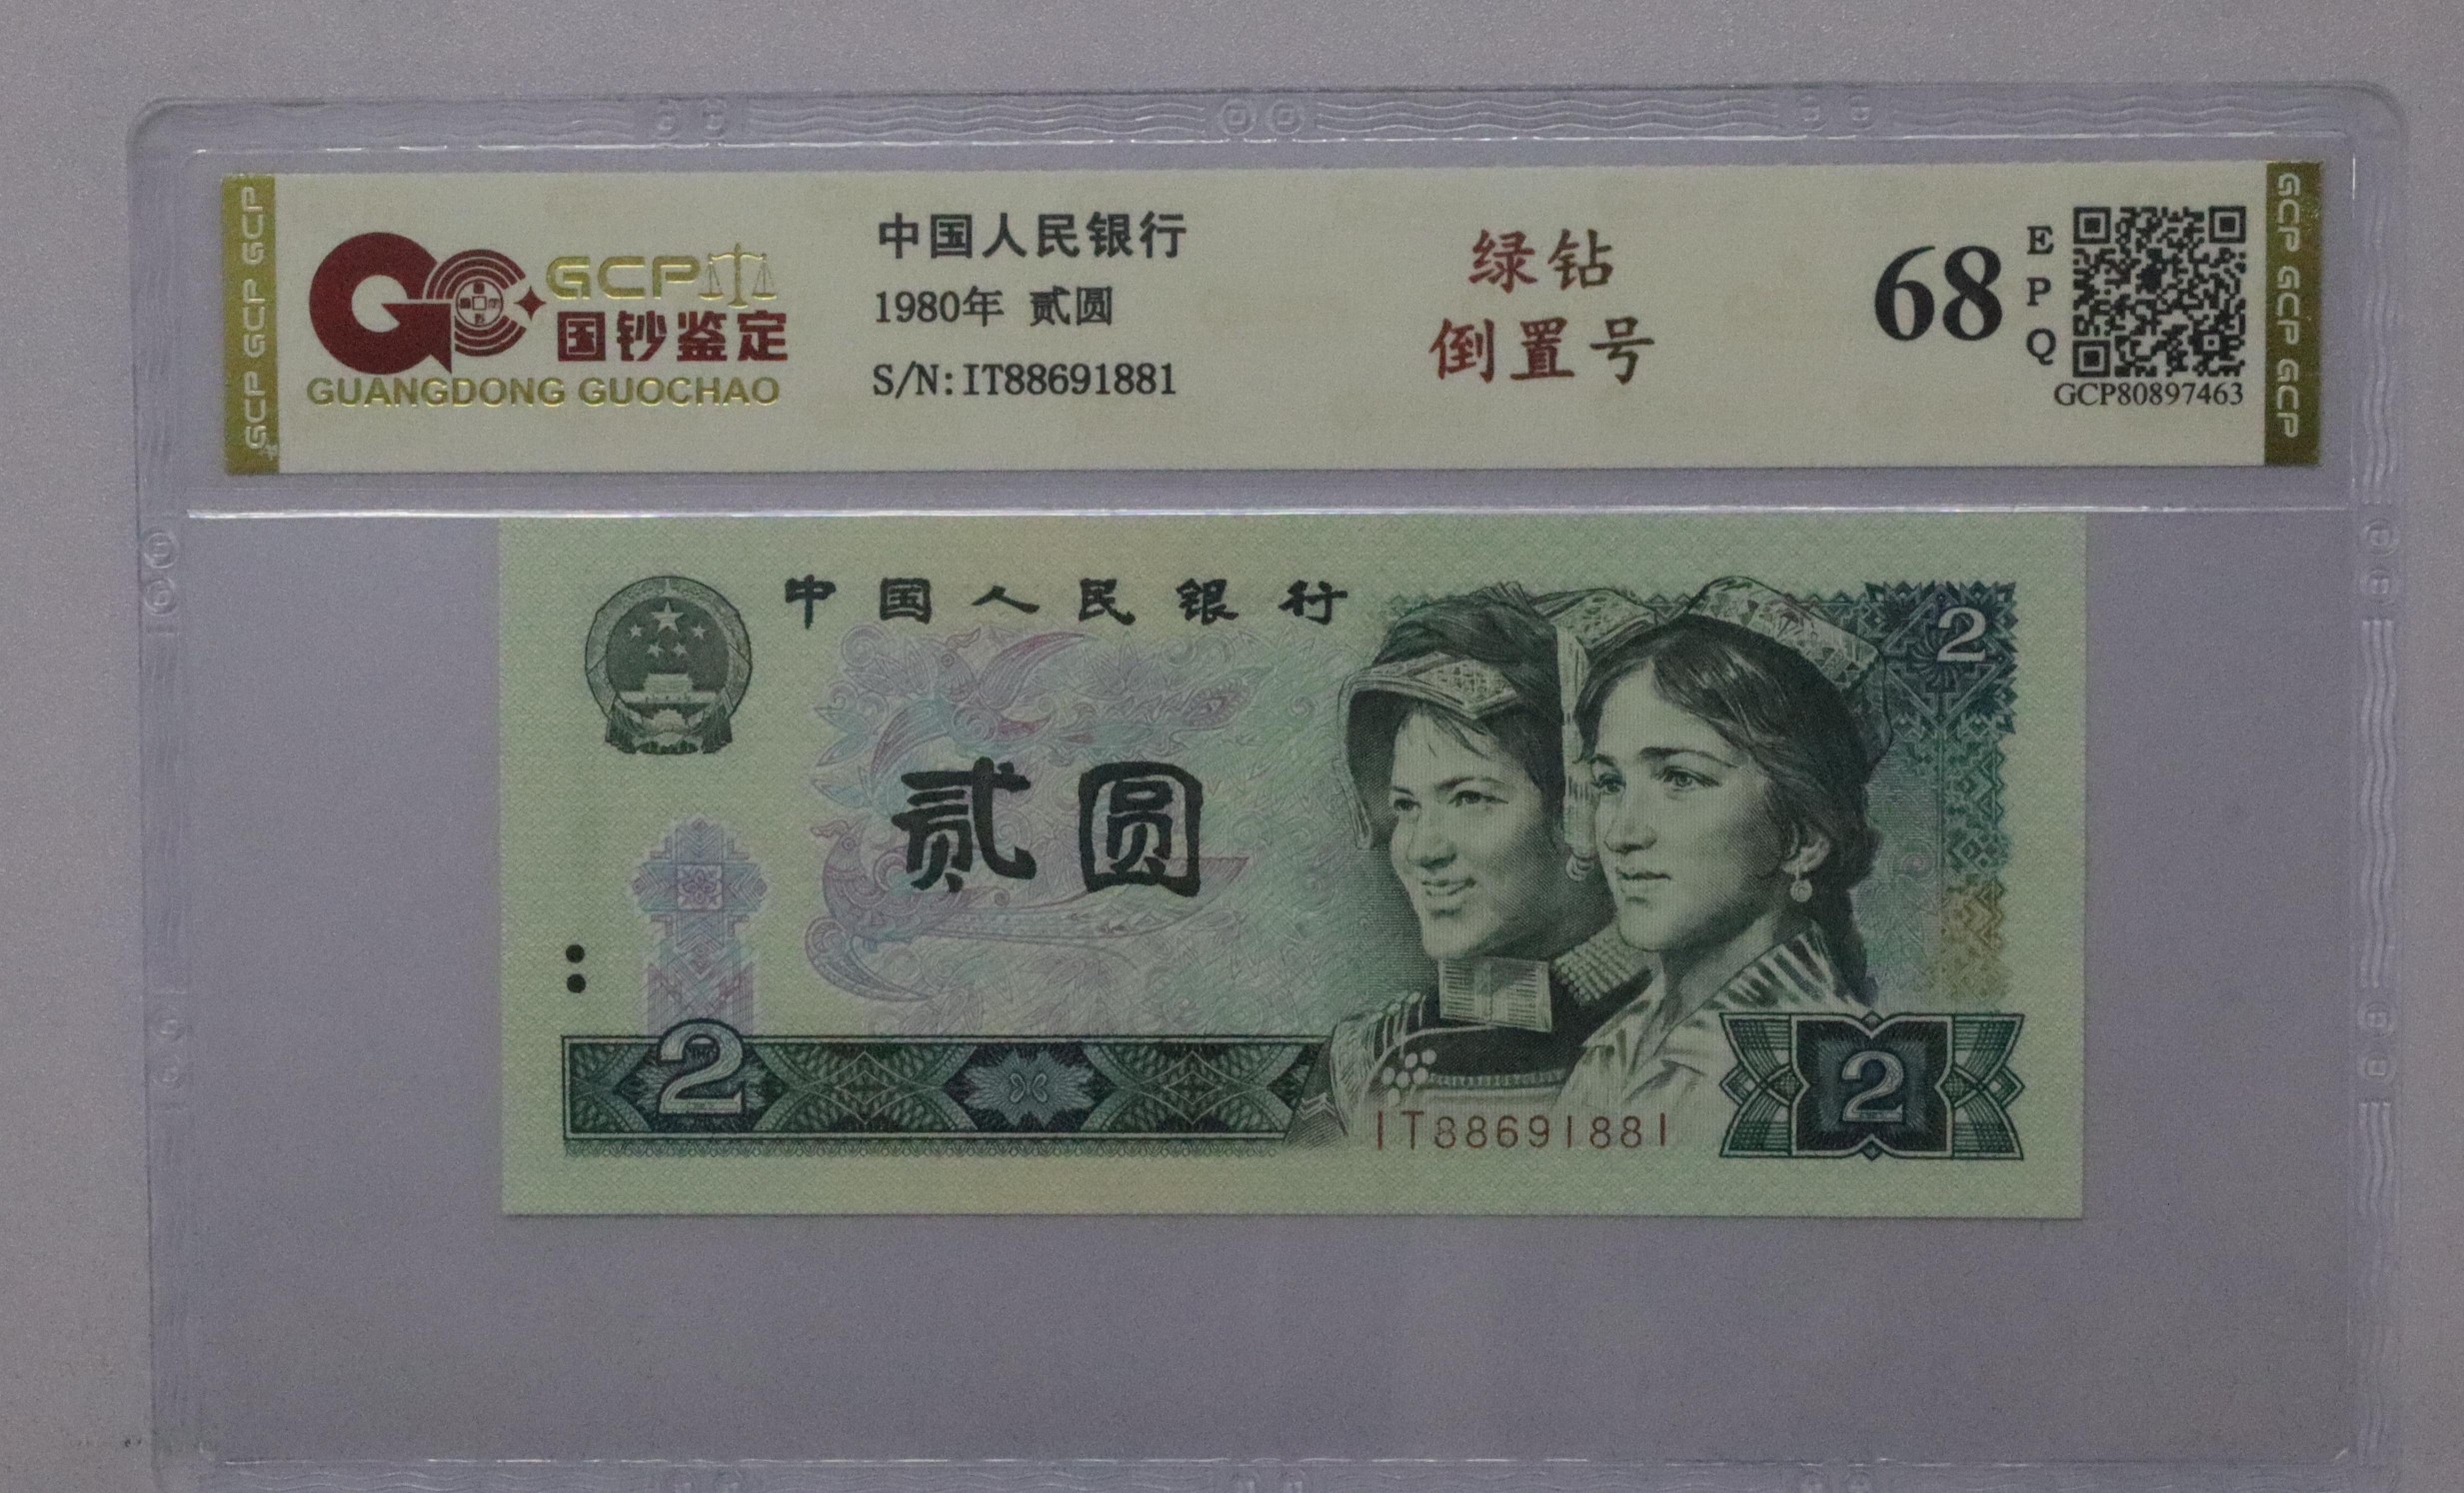 GCP GCP GCP
GCP
国钞鉴定
GUANGDONG GUOCHAO
中国人民银行
1980年 贰圆
S/N:IT88691881
绿钻
倒置号
68
EPQ
GCP80897463
GCP GCP GCP
中国人民银行
2
贰圆
2
IT88691881
2